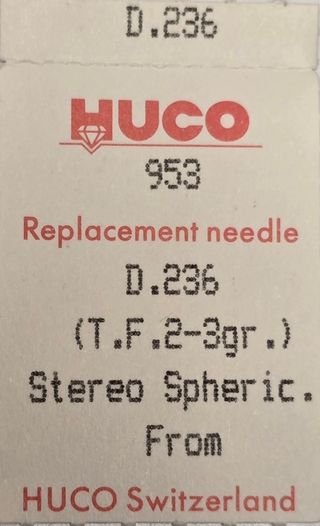 D.236
HUCO
953
Replacement needle
D.236
(T.F.2-3gr.)
Stereo Spheric.
From
HUCO Switzerland